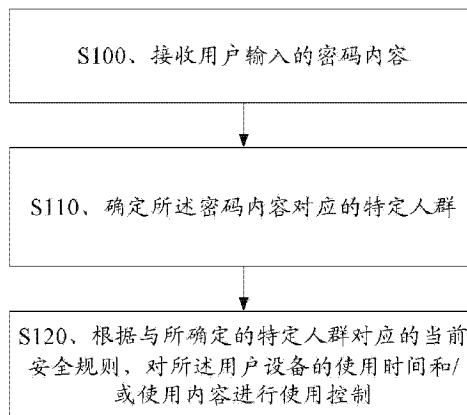 S100、接收用户输入的密码内容
S110、确定所述密码内容对应的特定人群
S120、根据与所确定的特定人群对应的当前
安全规则，对所述用户设备的使用时间和/
或使用内容进行使用控制